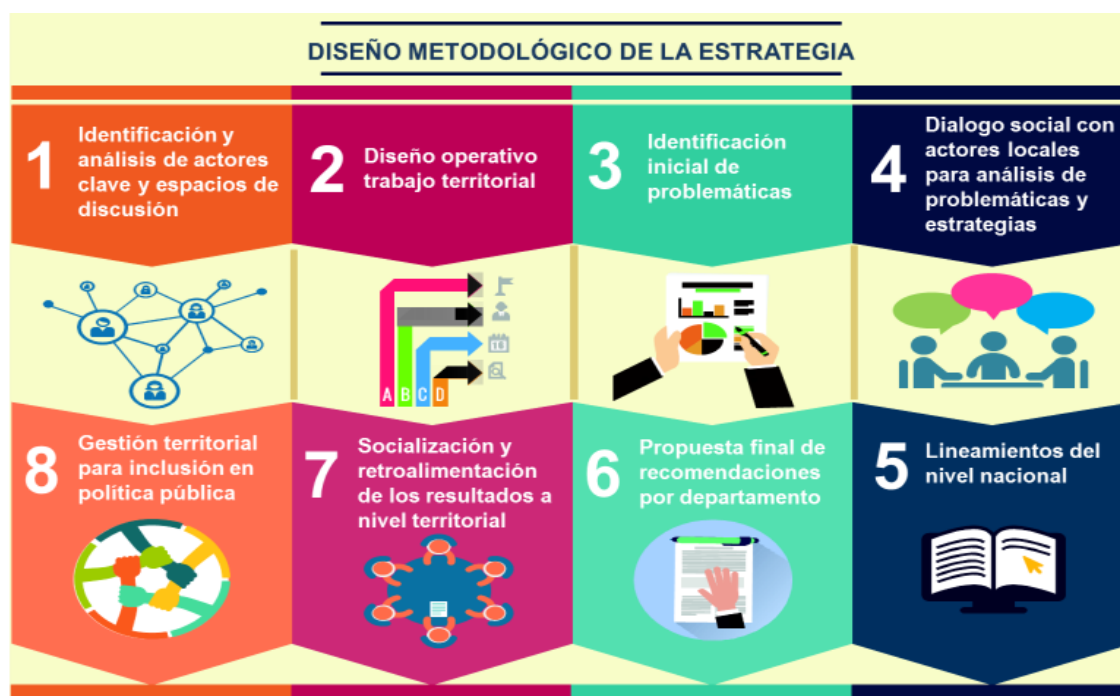 DISEÑO METODOLÓGICO DE LA ESTRATEGIA
1
Identificación y
análisis de actores
clave y espacios de
discusión
2
Diseño operativo
trabajo territorial
3
Identificación
inicial de
problemáticas
4
Dialogo social con
actores locales
para análisis de
problemáticas y
estrategias
A B C D
16
8
Gestión territorial
para inclusión en
política pública
7
Socialización y
retroalimentación
de los resultados a
nivel territorial
6
Propuesta final de
recomendaciones
por departamento
5
Lineamientos del
nivel nacional